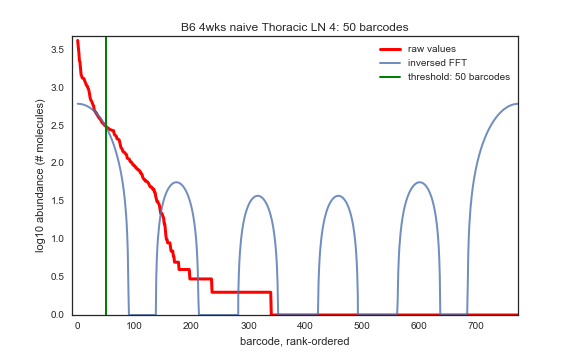 B6 4wks naive Thoracic LN 4: 50 barcodes
raw values
inversed FFT
threshold: 50 barcodes
log10 abundance (# molecules)
3.5
3.0
2.5
2.0
1.5
1.0
0.5
0.0
0 100 200 300 400 500 600 700
barcode, rank-ordered